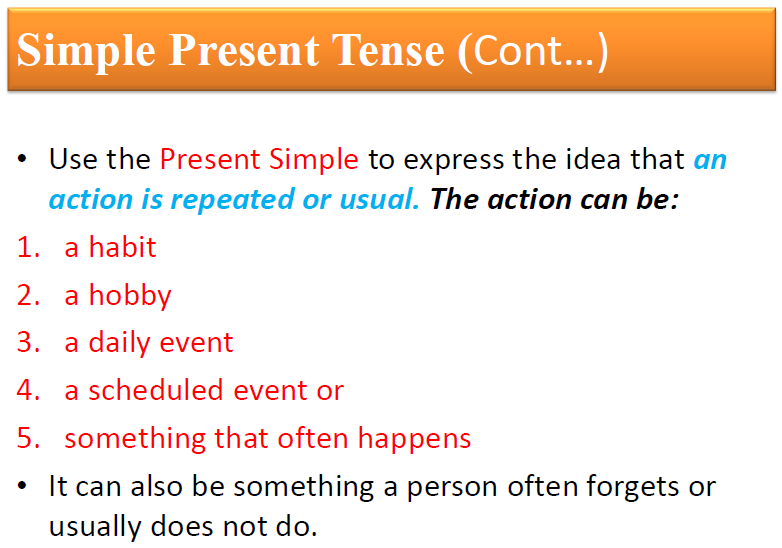 Simple Present Tense (Cont...)
• Use the Present Simple to express the idea that an
action is repeated or usual. The action can be:
1. a habit
2. a hobby
3. a daily event
4. a scheduled event or
5. something that often happens
• It can also be something a person often forgets or
usually does not do.